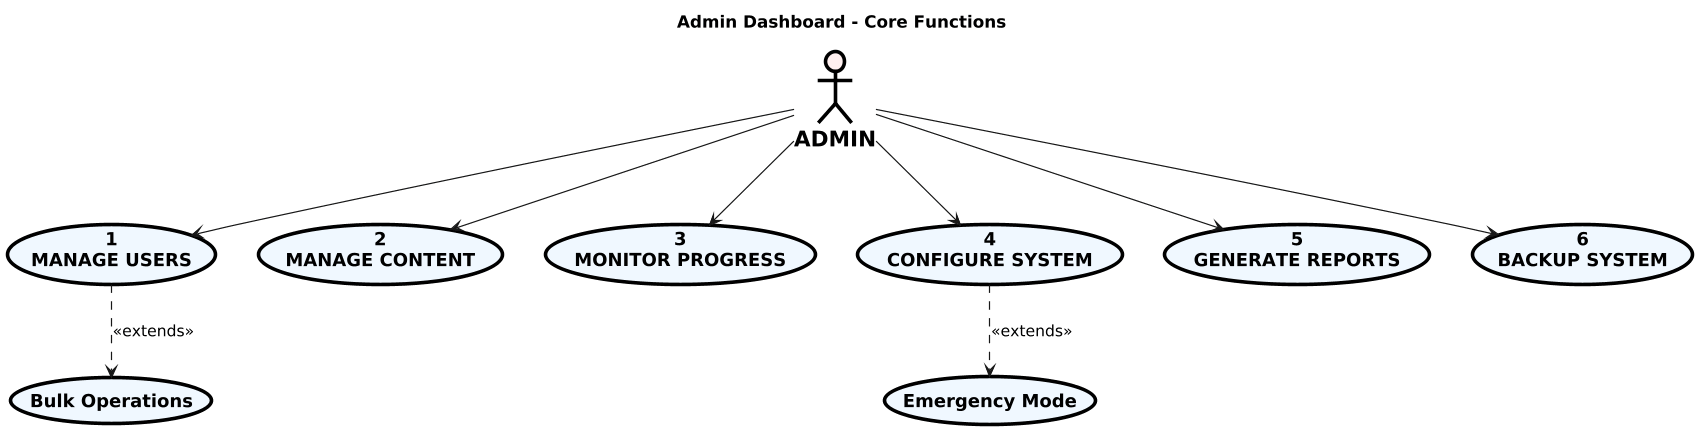 Admin Dashboard - Core Functions
ADMIN
1
MANAGE USERS
2
MANAGE CONTENT
3
MONITOR PROGRESS
4
CONFIGURE SYSTEM
5
GENERATE REPORTS
6
BACKUP SYSTEM
«extends»
«extends»
Bulk Operations
Emergency Mode